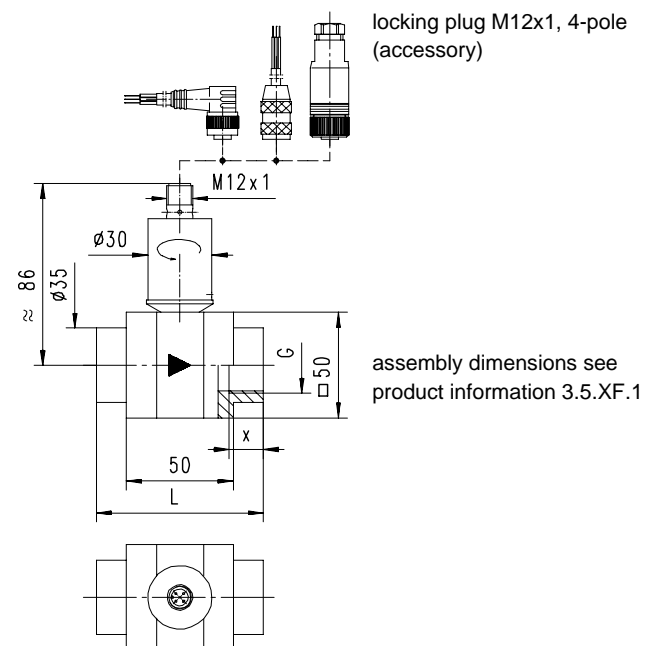 locking plug M12x1, 4-pole
(accessory)
M12x1
ø30
≈ 86
ø35
G
□ 50
assembly dimensions see
product information 3.5.XF.1
x
50
L